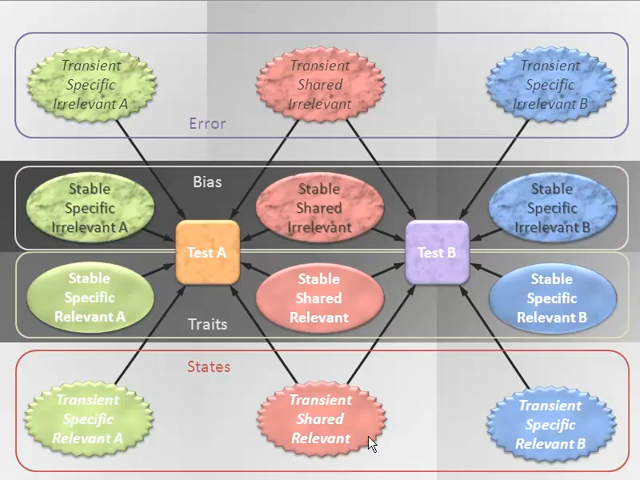 Transient
Specific
Irrelevant A
Transient
Shared
Irrelevant
Transient
Specific
Irrelevant B
Error
Bias
Stable
Specific
Irrelevant A
Stable
Shared
Irrelevant
Stable
Specific
Irrelevant B
Test A
Test B
Stable
Specific
Relevant A
Stable
Shared
Relevant
Stable
Specific
Relevant B
Traits
States
Transient
Specific
Relevant A
Transient
Shared
Relevant
Transient
Specific
Relevant B